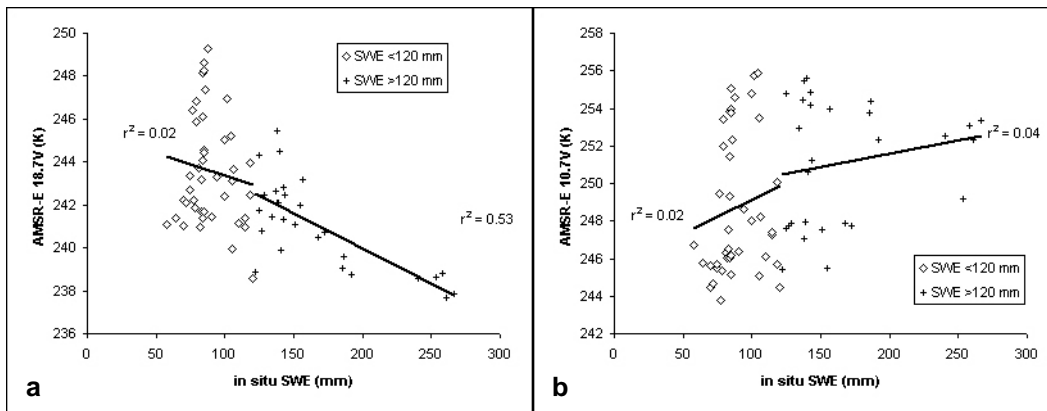 250
248
246
244
242
240
238
236
AMSR-E 18.7V (K)
SWE <120 mm
SWE >120 mm
r² = 0.02
r² = 0.53
0 50 100 150 200 250 300
in situ SWE (mm)
a
258
256
254
252
250
248
246
244
242
AMSR-E 10.7V (K)
r² = 0.04
r² = 0.02
SWE <120 mm
SWE >120 mm
0 50 100 150 200 250 300
in situ SWE (mm)
b